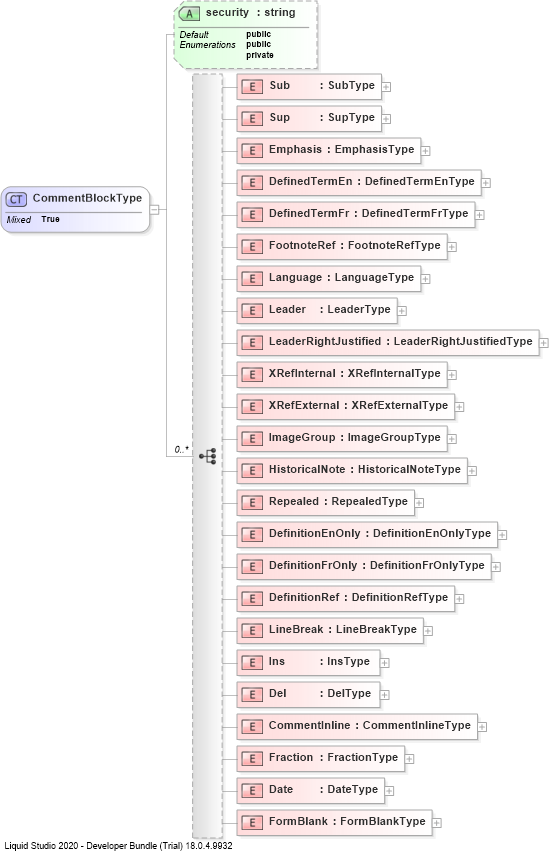 A security : string
Default public
Enumerations public
private
E Sub : SubType
E Sup : SupType
E Emphasis : EmphasisType
E DefinedTermEn : DefinedTermEnType
CT CommentBlockType
Mixed True
E DefinedTermFr : DefinedTermFrType
E FootnoteRef : FootnoteRefType
E Language : LanguageType
E Leader : LeaderType
E LeaderRightJustified : LeaderRightJustifiedType
E XRefInternal : XRefInternalType
E XRefExternal : XRefExternalType
E ImageGroup : ImageGroupType
0..*
E HistoricalNote : HistoricalNoteType
E Repealed : RepealedType
E DefinitionEnOnly : DefinitionEnOnlyType
E DefinitionFrOnly : DefinitionFrOnlyType
E DefinitionRef : DefinitionRefType
E LineBreak : LineBreakType
E Ins : InsType
E Del : DelType
E CommentInline : CommentInlineType
E Fraction : FractionType
E Date : DateType
E FormBlank : FormBlankType
Liquid Studio 2020 - Developer Bundle (Trial) 18.0.4.9932